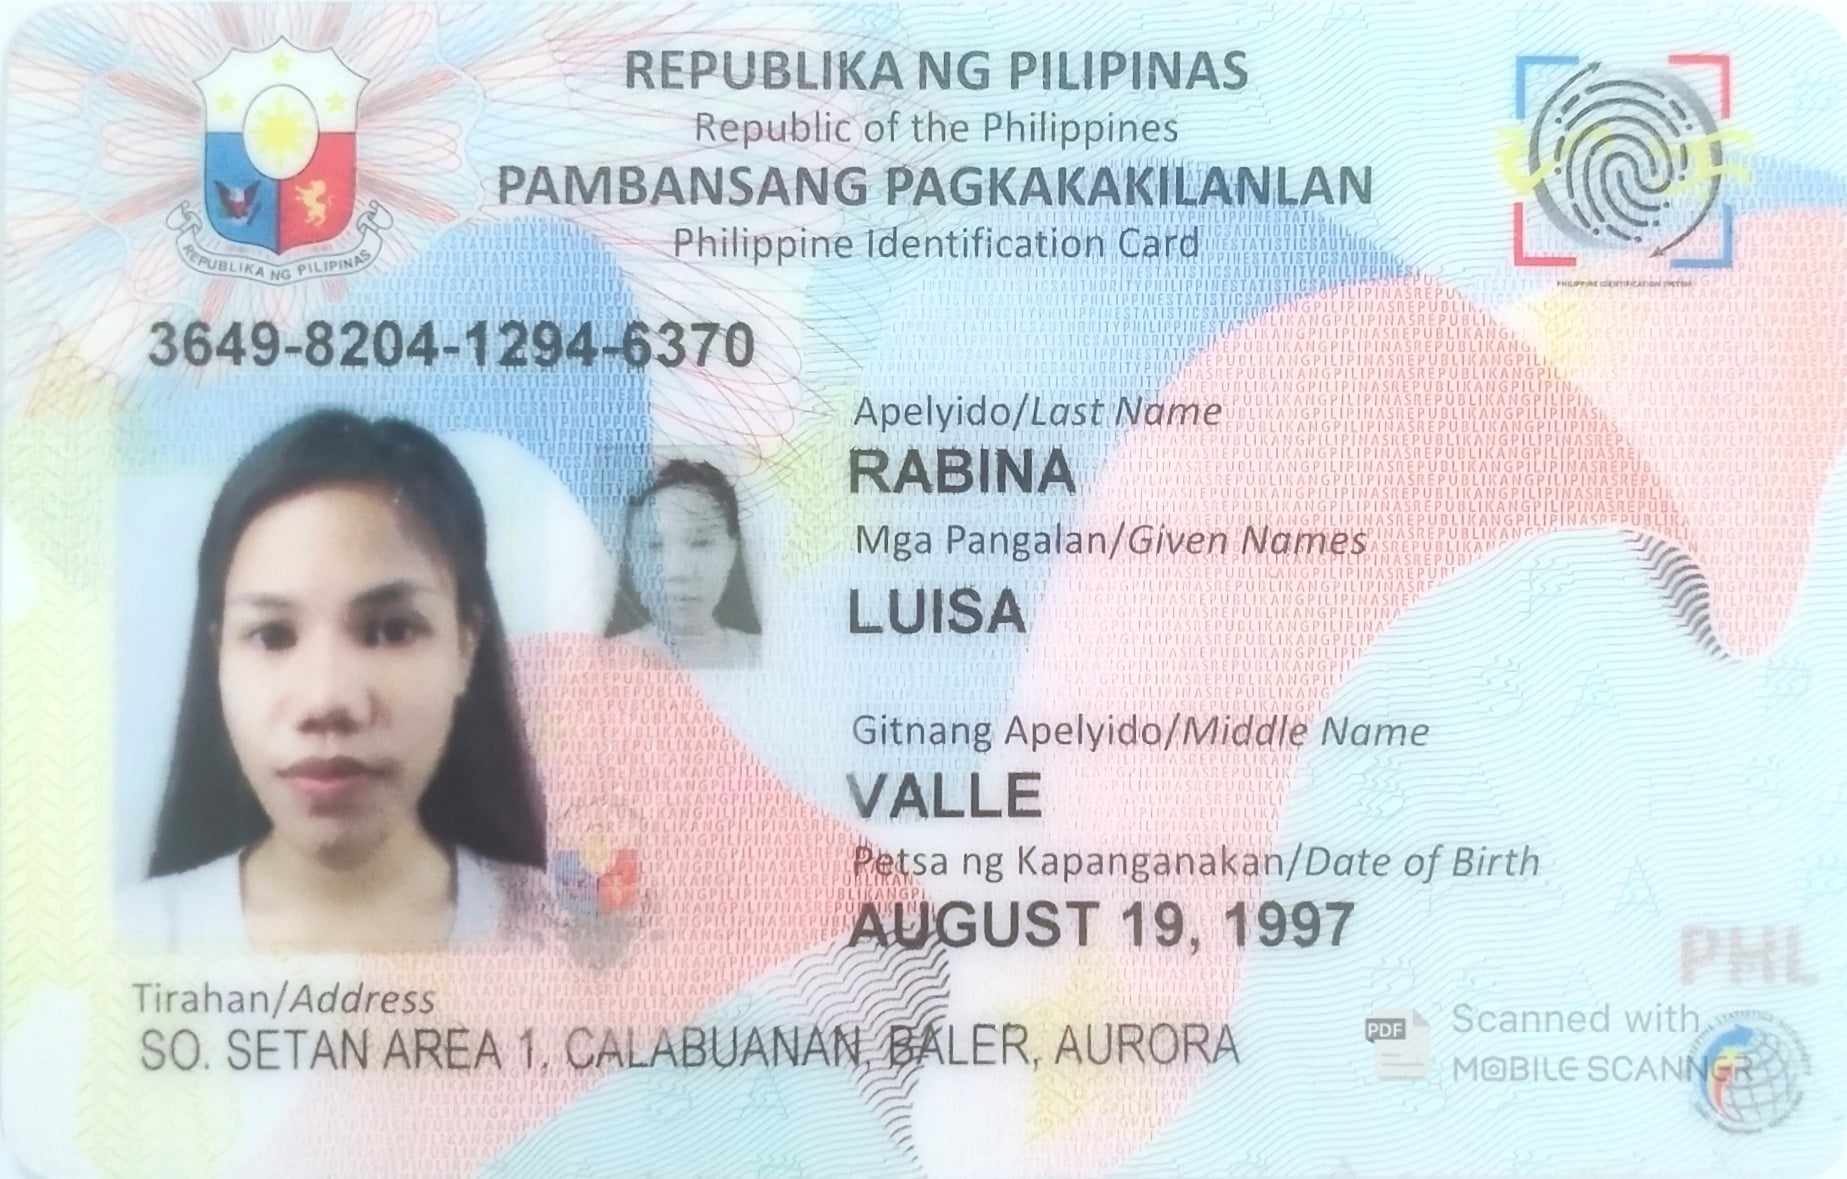 REPUBLIKA NG PILIPINAS
Republic of the Philippines
PAMBANSANG PAGKAKAKILANLAN
Philippine Identification Card
REPUBLIKA NG PILIPINAS
PHILIPPINE IDENTIFICATION SYSTEM
3649-8204-1294-6370
Apelyido/Last Name
RABINA
Mga Pangalan/Given Names
LUISA
Gitnang Apelyido/Middle Name
VALLE
Petsa ng Kapanganakan/Date of Birth
AUGUST 19, 1997
PHL
Tirahan/Address
SO. SETAN AREA 1, CALABUANAN, BALER, AURORA
PDF
Scanned with
MOBILE SCANNER